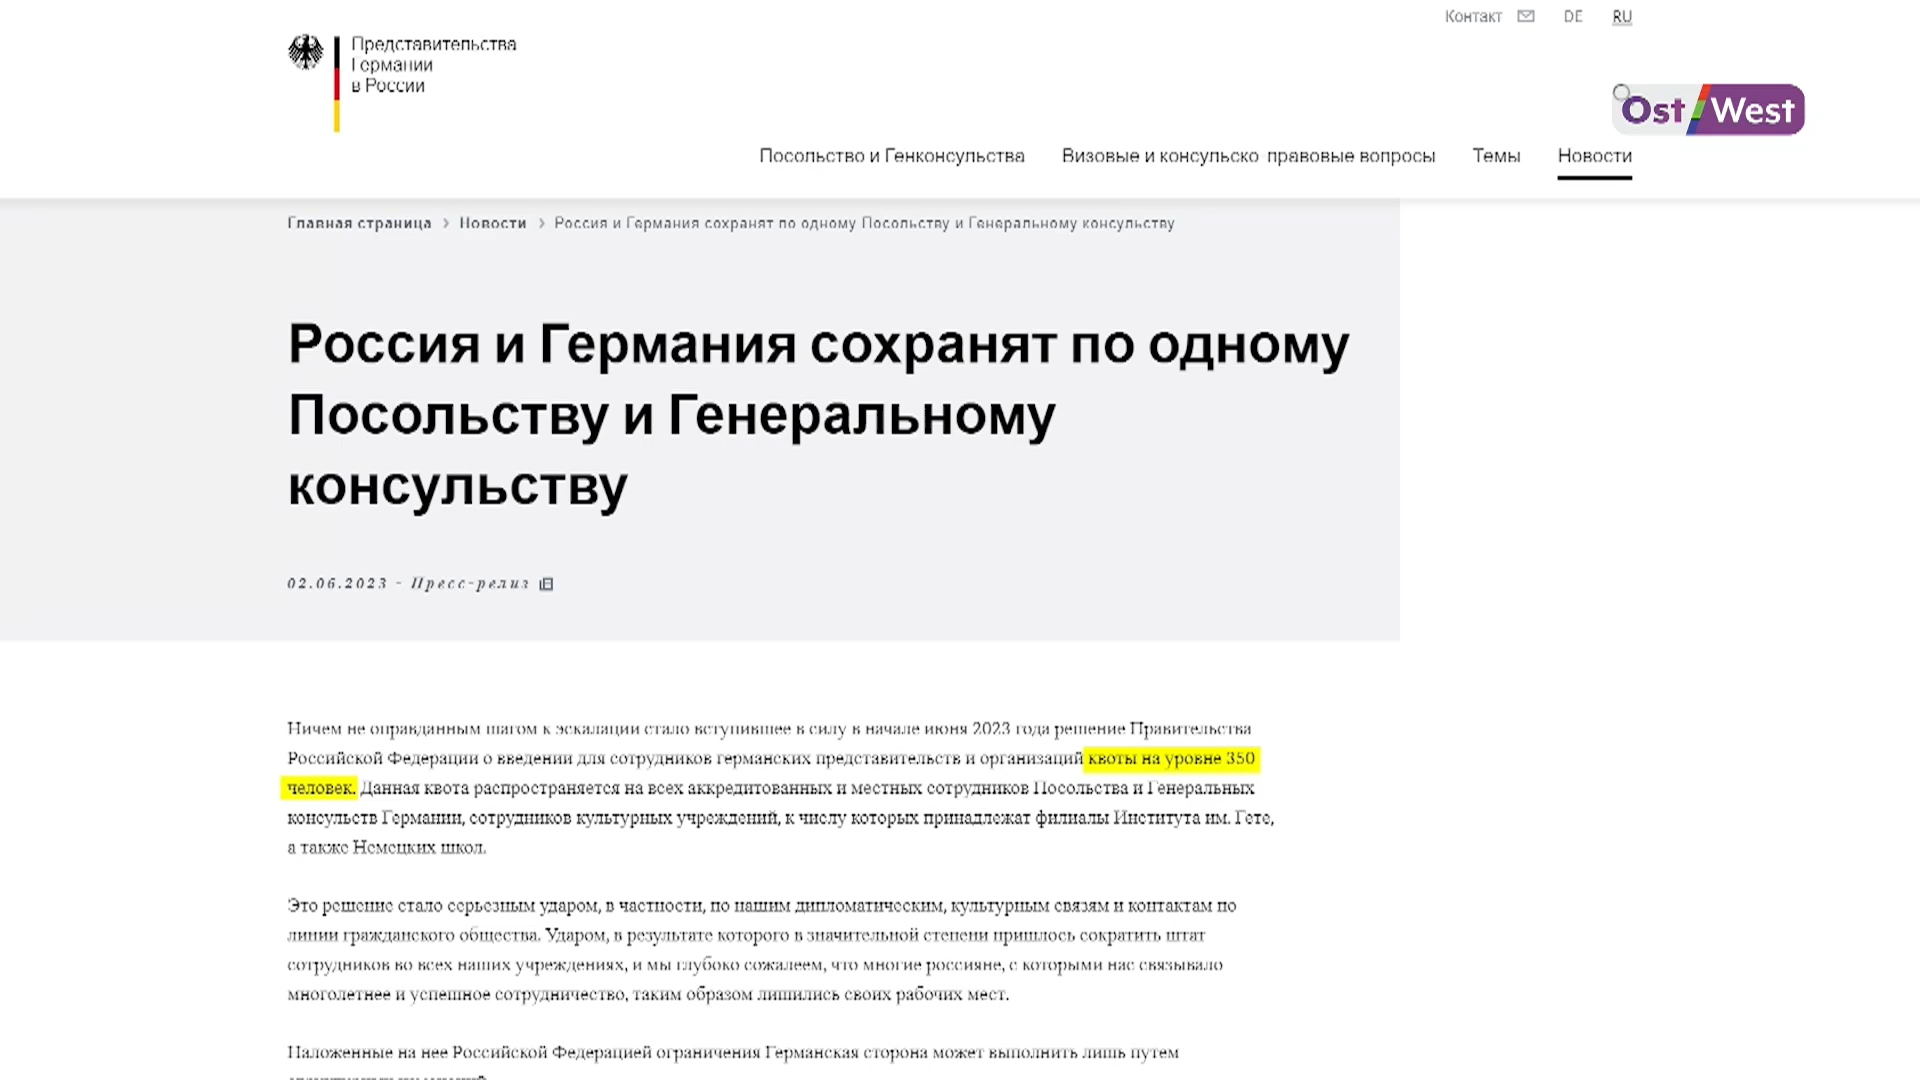 Контакт DE RU
Представительства
Германии
в России
Ost West
Посольство и Генконсульства Визовые и консульско правовые вопросы Темы Новости
Главная страница > Новости > Россия и Германия сохранят по одному Посольству и Генеральному консульству
Россия и Германия сохранят по одному
Посольству и Генеральному
консульству
02.06.2023 - Пресс-релиз
Ничем не оправданным шагом к эскалации стало вступившее в силу в начале июня 2023 года решение Правительства
Российской Федерации о введении для сотрудников германских представительств и организаций квоты на уровне 350
человек. Данная квота распространяется на всех аккредитованных и местных сотрудников Посольства и Генеральных
консульств Германии, сотрудников культурных учреждений, к числу которых принадлежат филиалы Института им. Гете,
а также Немецких школ.
Это решение стало серьезным ударом, в частности, по нашим дипломатическим, культурным связям и контактам по
линии гражданского общества. Ударом, в результате которого в значительной степени пришлось сократить штат
сотрудников во всех наших учреждениях, и мы глубоко сожалеем, что многие россияне, с которыми нас связывало
многолетнее и успешное сотрудничество, таким образом лишились своих рабочих мест.
Наложенные на нее Российской Федерацией ограничения Германская сторона может выполнить лишь путем